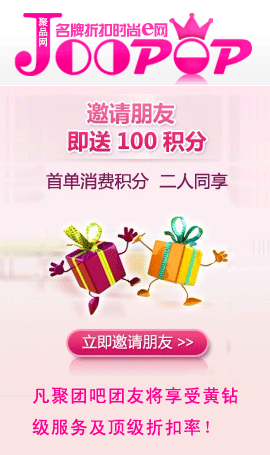 名牌折扣时尚e网
聚品网
JOOPOP
邀请朋友
即送 100 积分
首单消费积分 二人同享
立即邀请朋友 >>
凡聚团吧团友将享受黄钻
级服务及顶级折扣率！